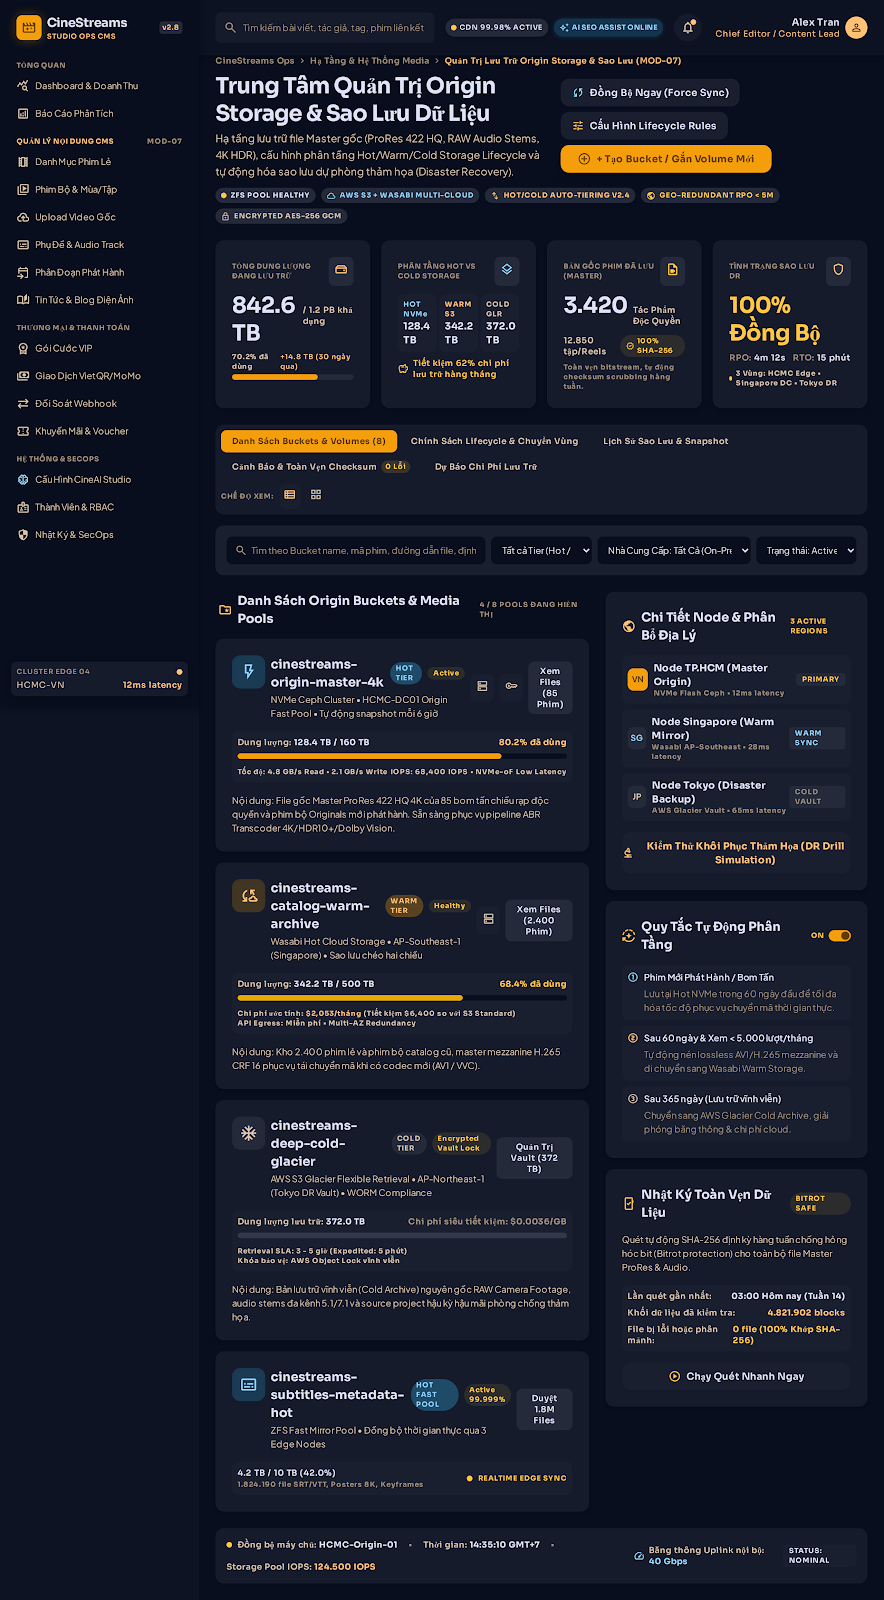 CineStreams
STUDIO OPS CMS
v2.8
Tìm kiếm bài viết, tác giả, tag, phim liên kết
CDN 99.98% ACTIVE
AI SEO ASSIST ONLINE
Alex Tran
Chief Editor / Content Lead
TỔNG QUAN
Dashboard & Doanh Thu
Báo Cáo Phân Tích
QUẢN LÝ NỘI DUNG CMS
MOD-07
Danh Mục Phim Lẻ
Phim Bộ & Mùa/Tập
Upload Video Gốc
Phụ Đề & Audio Track
Phân Đoạn Phát Hành
Tin Tức & Blog Điện Ảnh
THƯƠNG MẠI & THANH TOÁN
Gói Cước VIP
Giao Dịch VietQR/MoMo
Đối Soát Webhook
Khuyến Mãi & Voucher
HỆ THỐNG & SECOPS
Cấu Hình CineAI Studio
Thành Viên & RBAC
Nhật Ký & SecOps
CLUSTER EDGE 04
HCMC-VN
12ms latency
CineStreams Ops › Hạ Tầng & Hệ Thống Media › Quản Trị Lưu Trữ Origin Storage & Sao Lưu (MOD-07)
Trung Tâm Quản Trị Origin
Storage & Sao Lưu Dữ Liệu
Hạ tầng lưu trữ file Master gốc (ProRes 422 HQ, RAW Audio Stems,
4K HDR), cấu hình phân tầng Hot/Warm/Cold Storage Lifecycle và
tự động hóa sao lưu dự phòng thảm họa (Disaster Recovery).
Đồng Bộ Ngay (Force Sync)
Cấu Hình Lifecycle Rules
+ Tạo Bucket / Gắn Volume Mới
ZFS POOL HEALTHY
AWS S3 + WASABI MULTI-CLOUD
HOT/COLD AUTO-TIERING V2.4
GEO-REDUNDANT RPO < 5M
ENCRYPTED AES-256 GCM
TỔNG DUNG LƯỢNG
ĐANG LƯU TRỮ
842.6
TB
/ 1.2 PB khả
dụng
70.2% đã
dùng
+14.8 TB (30 ngày
qua)
PHÂN TẦNG HOT VS
COLD STORAGE
HOT
NVMe
128.4
TB
WARM
S3
342.2
TB
COLD
GLR
372.0
TB
Tiết kiệm 62% chi phí
lưu trữ hàng tháng
BẢN GỐC PHIM ĐÃ LƯU
(MASTER)
3.420
Tác Phẩm
Độc Quyền
12.850
tập/Reels
100%
SHA-256
Toàn vẹn bitstream, tự động
checksum scrubbing hàng
tuần.
TÌNH TRẠNG SAO LƯU
DR
100%
Đồng Bộ
RPO: 4m 12s RTO: 15 phút
3 Vùng: HCMC Edge •
Singapore DC • Tokyo DR
Danh Sách Buckets & Volumes (8)
Chính Sách Lifecycle & Chuyển Vùng
Lịch Sử Sao Lưu & Snapshot
Cảnh Báo & Toàn Vẹn Checksum
0 Lỗi
Dự Báo Chi Phí Lưu Trữ
CHẾ ĐỘ XEM:
Tìm theo Bucket name, mã phim, đường dẫn file, định
Tất cả Tier (Hot /
Nhà Cung Cấp: Tất Cả (On-Pre
Trạng thái: Active
Danh Sách Origin Buckets & Media
Pools
4 / 8 POOLS ĐANG HIỂN
THỊ
cinestreams-
origin-master-4k
HOT
TIER
Active
NVMe Ceph Cluster • HCMC-DC01 Origin
Fast Pool • Tự động snapshot mỗi 6 giờ
Xem
Files
(85
Phim)
Dung lượng: 128.4 TB / 160 TB
80.2% đã dùng
Tốc độ: 4.8 GB/s Read • 2.1 GB/s Write IOPS: 68,400 IOPS • NVMe-oF Low Latency
Nội dung: File gốc Master ProRes 422 HQ 4K của 85 bom tấn chiếu rạp độc
quyền và phim bộ Originals mới phát hành. Sẵn sàng phục vụ pipeline ABR
Transcoder 4K/HDR10+/Dolby Vision.
cinestreams-
catalog-warm-
archive
WARM
TIER
Healthy
Wasabi Hot Cloud Storage • AP-Southeast-1
(Singapore) • Sao lưu chéo hai chiều
Xem Files
(2.400
Phim)
Dung lượng: 342.2 TB / 500 TB
68.4% đã dùng
Chi phí ước tính: $2,053/tháng (Tiết kiệm $6,400 so với S3 Standard)
API Egress: Miễn phí • Multi-AZ Redundancy
Nội dung: Kho 2.400 phim lẻ và phim bộ catalog cũ, master mezzanine H.265
CRF 16 phục vụ tái chuyển mã khi có codec mới (AV1 / VVC).
cinestreams-
deep-cold-
glacier
COLD
TIER
Encrypted
Vault Lock
AWS S3 Glacier Flexible Retrieval • AP-Northeast-1
(Tokyo DR Vault) • WORM Compliance
Quản Trị
Vault (372
TB)
Dung lượng lưu trữ: 372.0 TB
Chi phí siêu tiết kiệm: $0.0036/GB
Retrieval SLA: 3 - 5 giờ (Expedited: 5 phút)
Khóa bảo vệ: AWS Object Lock vĩnh viễn
Nội dung: Bản lưu trữ vĩnh viễn (Cold Archive) nguyên gốc RAW Camera Footage,
audio stems đa kênh 5.1/7.1 và source project hậu kỳ hậu mãi phòng chống thảm
họa.
cinestreams-
subtitles-metadata-
hot
HOT
FAST
POOL
Active
99.999%
ZFS Fast Mirror Pool • Đồng bộ thời gian thực qua 3
Edge Nodes
Duyệt
1.8M
Files
4.2 TB / 10 TB (42.0%)
1.824.190 file SRT/VTT, Posters 8K, Keyframes
REALTIME EDGE SYNC
Chi Tiết Node & Phân
Bổ Địa Lý
3 ACTIVE
REGIONS
VN
Node TP.HCM (Master
Origin)
NVMe Flash Ceph • 12ms latency
PRIMARY
SG
Node Singapore (Warm
Mirror)
Wasabi AP-Southeast • 28ms
latency
WARM
SYNC
JP
Node Tokyo (Disaster
Backup)
AWS Glacier Vault • 65ms latency
COLD
VAULT
Kiểm Thử Khôi Phục Thảm Họa (DR Drill
Simulation)
Quy Tắc Tự Động Phân
Tầng
ON
1 Phim Mới Phát Hành / Bom Tấn
Lưu tại Hot NVMe trong 60 ngày đầu để tối đa
hóa tốc độ phục vụ chuyển mã thời gian thực.
2 Sau 60 ngày & Xem < 5.000 lượt/tháng
Tự động nén lossless AV1/H.265 mezzanine và
di chuyển sang Wasabi Warm Storage.
3 Sau 365 ngày (Lưu trữ vĩnh viễn)
Chuyển sang AWS Glacier Cold Archive, giải
phóng băng thông & chi phí cloud.
Nhật Ký Toàn Vẹn Dữ
Liệu
BITROT
SAFE
Quét tự động SHA-256 định kỳ hàng tuần chống hỏng
hóc bit (Bitrot protection) cho toàn bộ file Master
ProRes & Audio.
Lần quét gần nhất:
03:00 Hôm nay (Tuần 14)
Khối dữ liệu đã kiểm tra:
4.821.902 blocks
File bị lỗi hoặc phân
mảnh:
0 file (100% Khớp SHA-
256)
Chạy Quét Nhanh Ngay
Đồng bộ máy chủ: HCMC-Origin-01 • Thời gian: 14:35:10 GMT+7 •
Storage Pool IOPS: 124.500 IOPS
Băng thông Uplink nội bộ:
40 Gbps
STATUS:
NOMINAL